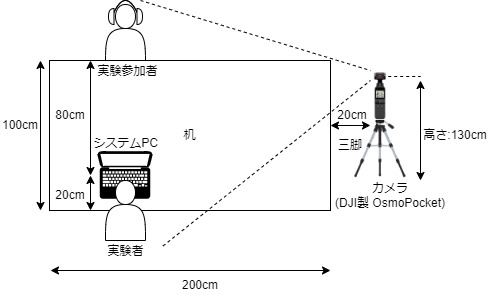 実験参加者
100cm
80cm
システムPC
机
20cm
三脚
高さ:130cm
20cm
カメラ
(DJI製 OsmoPocket)
実験者
200cm